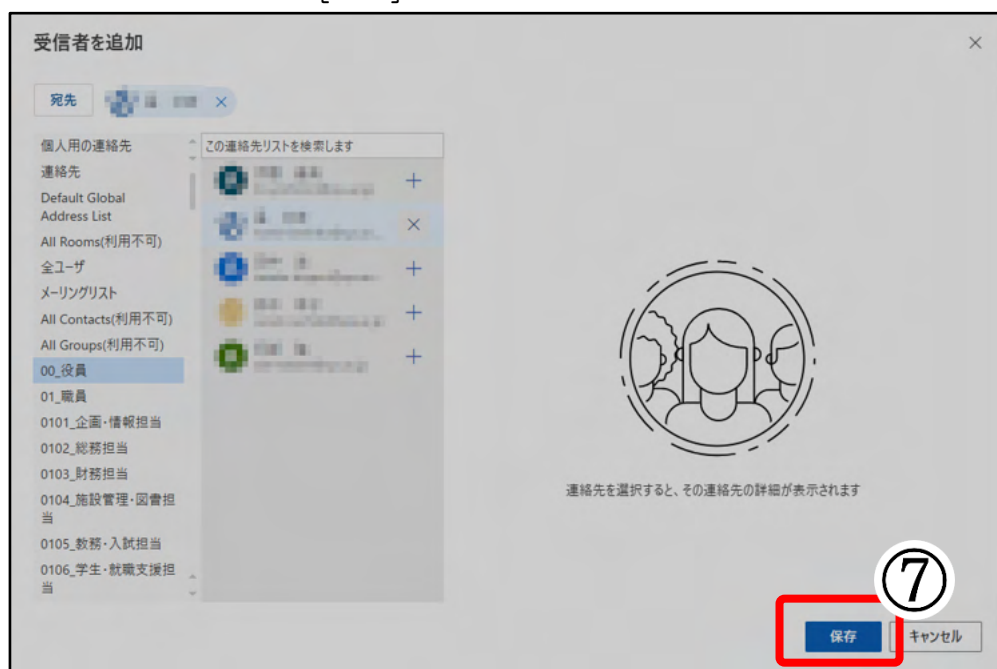 受信者を追加
宛先
個人用の連絡先
連絡先
Default Global
Address List
All Rooms(利用不可)
全ユーザ
メーリングリスト
All Contacts(利用不可)
All Groups(利用不可)
00_役員
01_職員
0101_企画・情報担当
0102_総務担当
0103_財務担当
0104_施設管理・図書担
当
0105_教務・入試担当
0106_学生・就職支援担
当
この連絡先リストを検索します
連絡先を選択すると、その連絡先の詳細が表示されます
⑦
保存
キャンセル